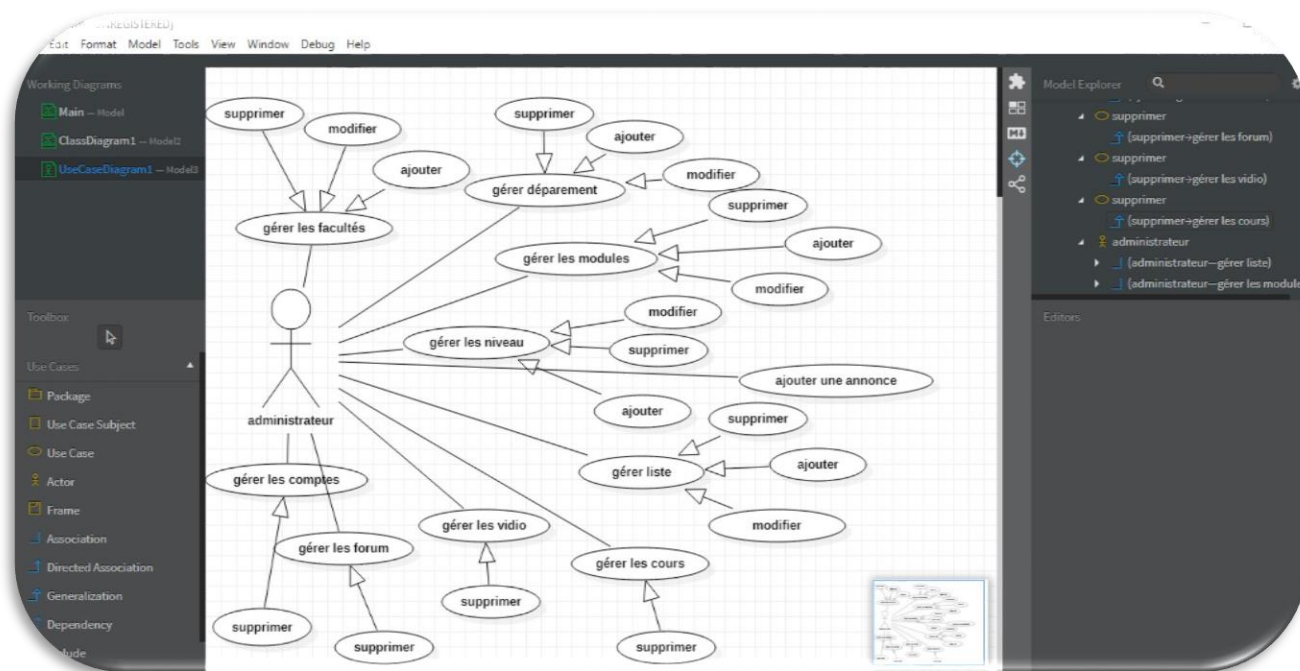 (UNREGISTERED)
Edit Format Model Tools View Window Debug Help
Working Diagrams
Main — Model
ClassDiagram1 — Model2
UseCaseDiagram1 — Model3
Toolbox
Use Cases
Package
Use Case Subject
Use Case
Actor
Frame
Association
Directed Association
Generalization
Dependency
supprimer
modifier
ajouter
gérer les facultés
supprimer
ajouter
modifier
gérer déparement
supprimer
ajouter
gérer les modules
modifier
modifier
gérer les niveau
supprimer
ajouter une annonce
ajouter
administrateur
supprimer
ajouter
gérer liste
modifier
gérer les comptes
gérer les vidio
gérer les forum
gérer les cours
supprimer
supprimer
supprimer
supprimer
Model Explorer
supprimer
(supprimer→gérer les forum)
supprimer
(supprimer→gérer les vidio)
supprimer
(supprimer→gérer les cours)
administrateur
(administrateur—gérer liste)
(administrateur—gérer les module
Editors